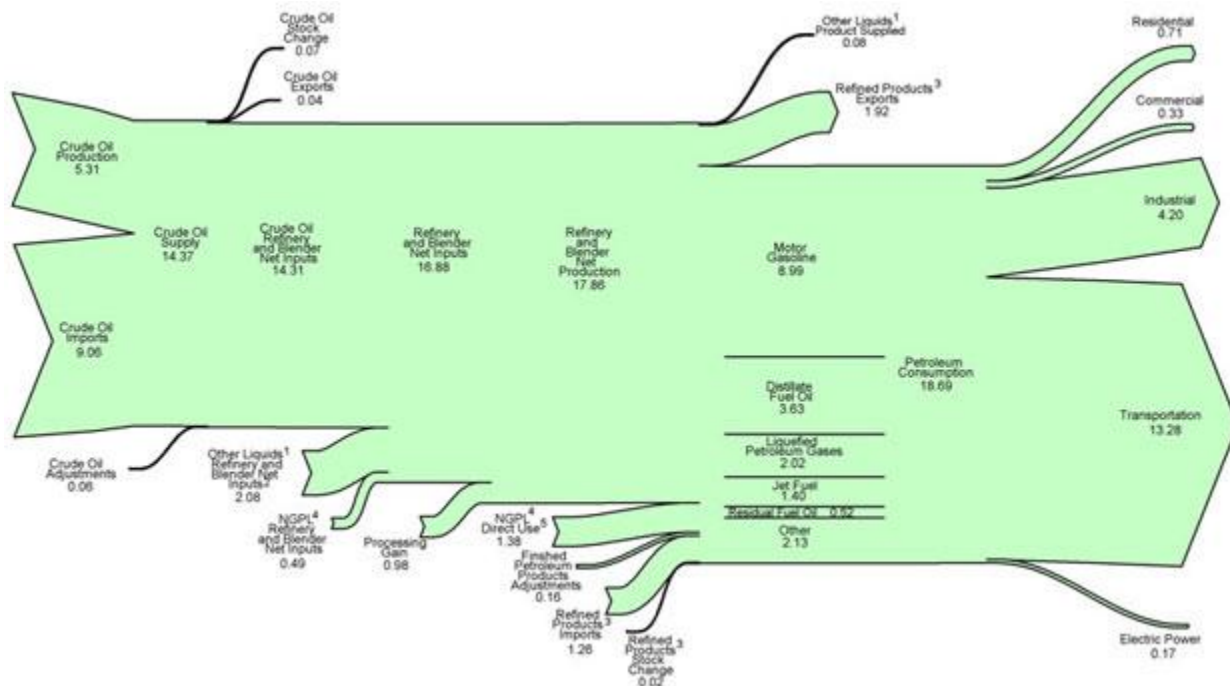 Crude Oil
Stock
Change
0.07
Crude Oil
Exports
0.04
Other Liquids¹
Product Supplied
0.08
Refined Products³
Exports
1.92
Residential
0.71
Commercial
0.33
Industrial
4.20
Crude Oil
Production
5.31
Crude Oil
Supply
14.37
Crude Oil
Refinery
and Blender
Net Inputs
14.31
Refinery
and Blender
Net Inputs
16.88
Refinery
and
Blender
Net
Production
17.86
Motor
Gasoline
8.99
Crude Oil
Imports
9.06
Distillate
Fuel Oil
3.63
Petroleum
Consumption
18.69
Transportation
13.28
Liquefied
Petroleum Gases
2.02
Jet Fuel
1.40
Residual Fuel Oil 0.52
Other
2.13
Crude Oil
Adjustments
0.06
Other Liquids¹
Refinery and
Blender Net
Inputs²
2.08
NGPL⁴
Refinery
and Blender
Net Inputs
0.49
Processing
Gain
0.98
NGPL⁴
Direct Use⁵
1.38
Finshed
Petroleum
Products
Adjustments
0.16
Refined
Products³
Imports
1.26
Refined
Products³
Stock
Change
0.02
Electric Power
0.17